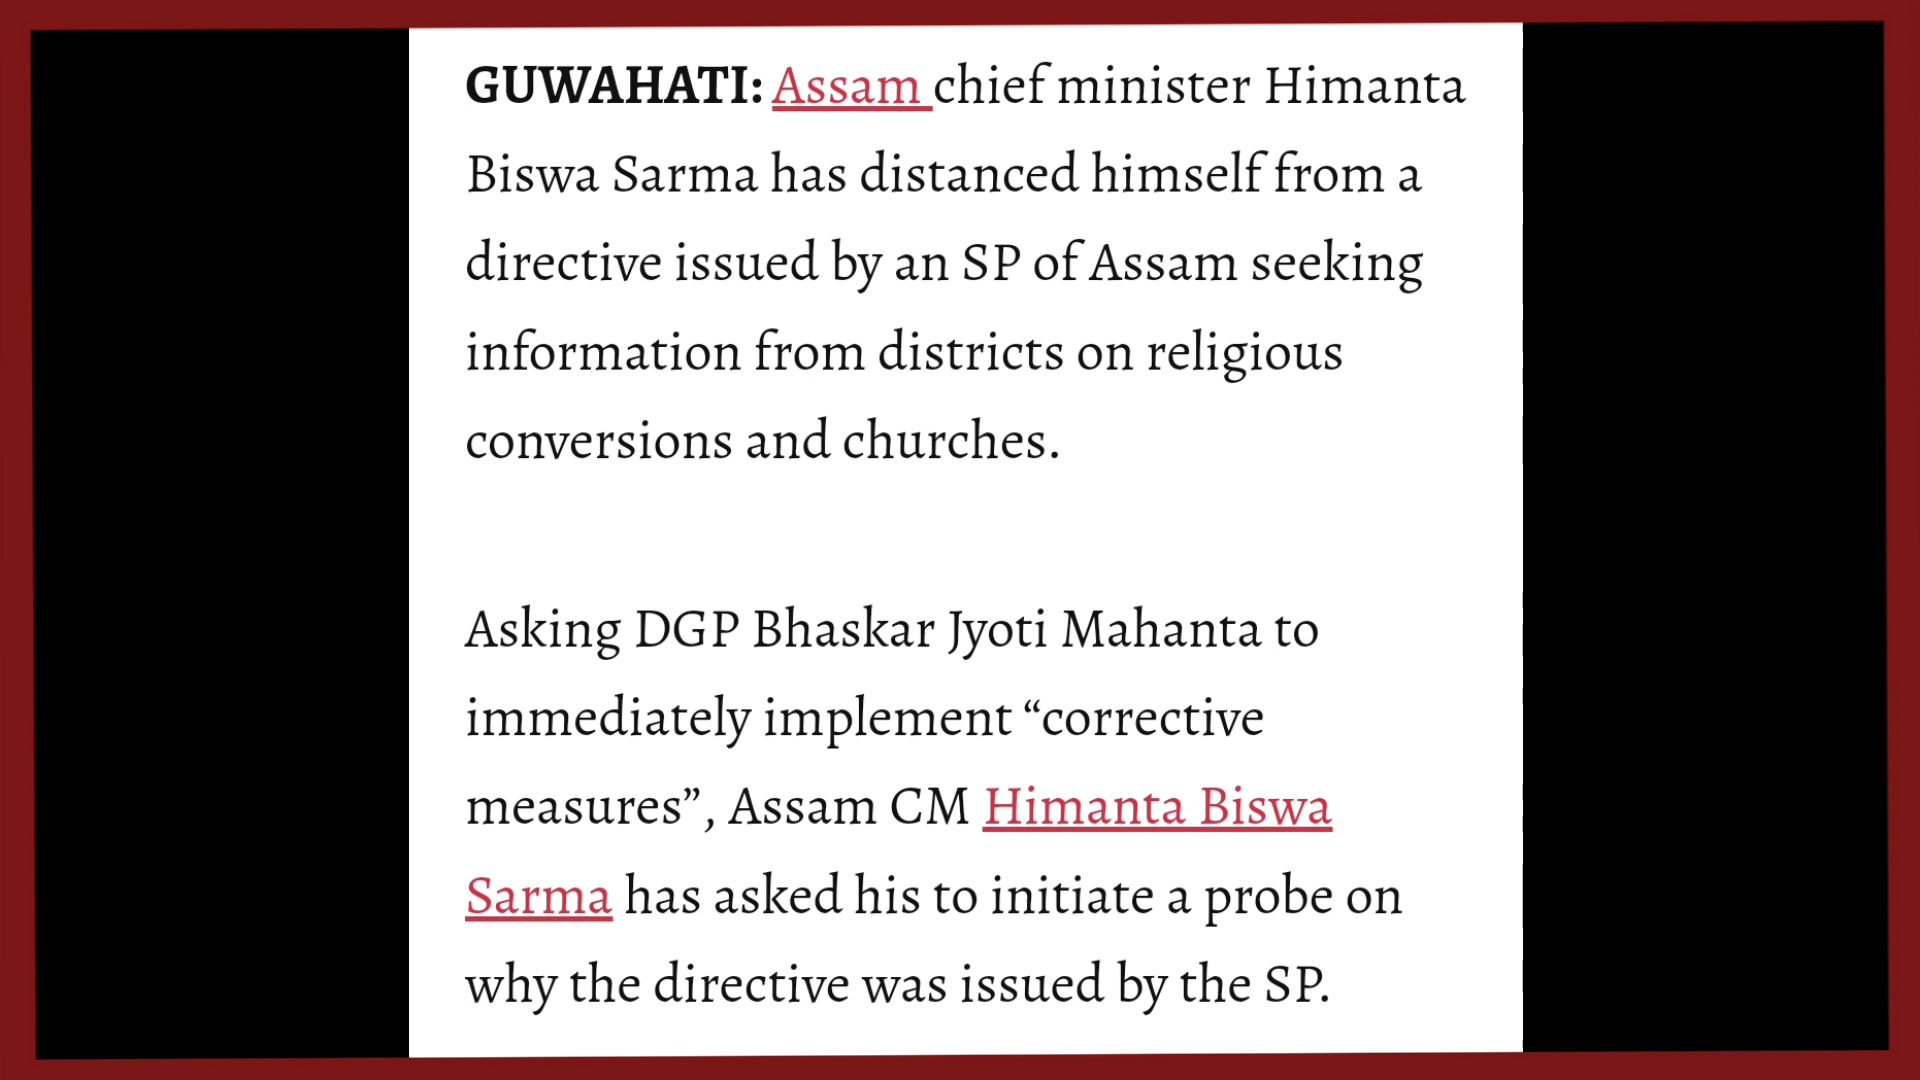 GUWAHATI: Assam chief minister Himanta
Biswa Sarma has distanced himself from a
directive issued by an SP of Assam seeking
information from districts on religious
conversions and churches.
Asking DGP Bhaskar Jyoti Mahanta to
immediately implement “corrective
measures”, Assam CM Himanta Biswa
Sarma has asked his to initiate a probe on
why the directive was issued by the SP.